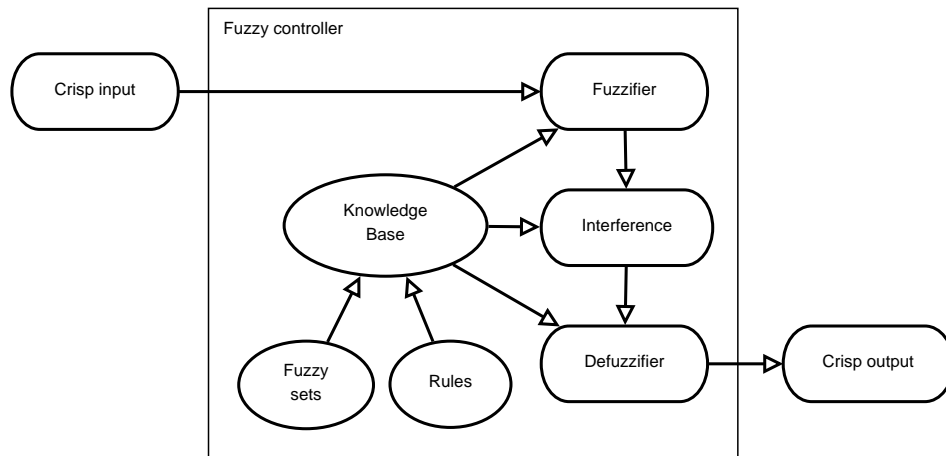 Fuzzy controller
Crisp input
Fuzzifier
Knowledge
Base
Interference
Fuzzy
sets
Rules
Defuzzifier
Crisp output